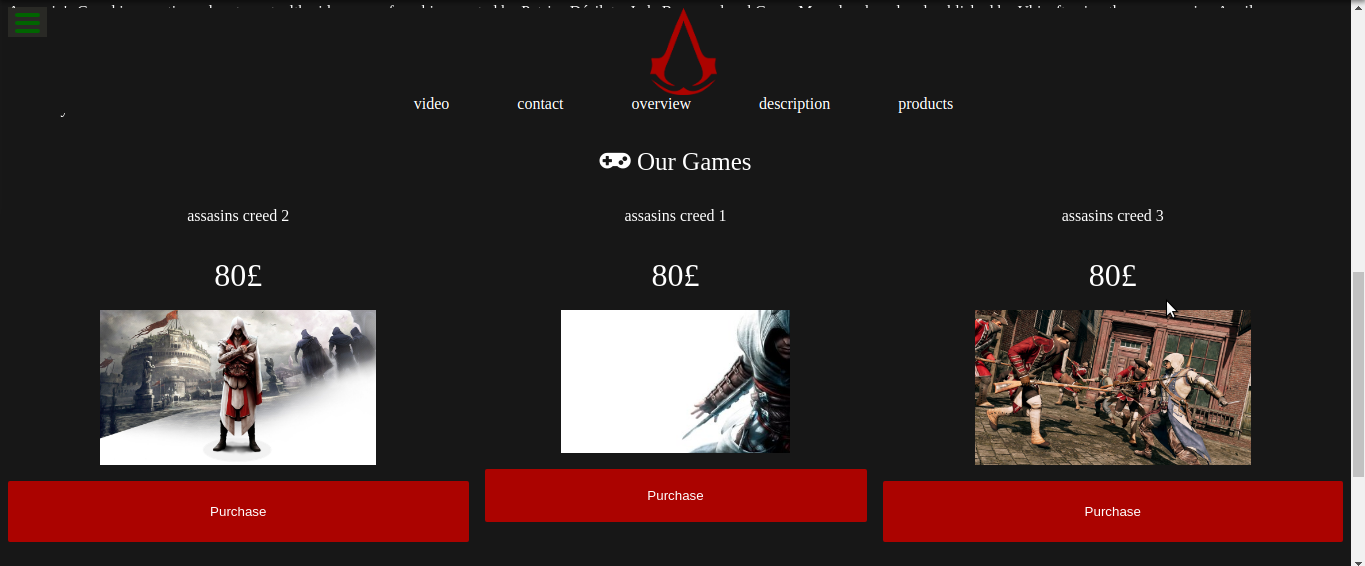 video contact overview description products
Our Games
assasins creed 2 assasins creed 1 assasins creed 3
80£ 80£ 80£
Purchase Purchase Purchase